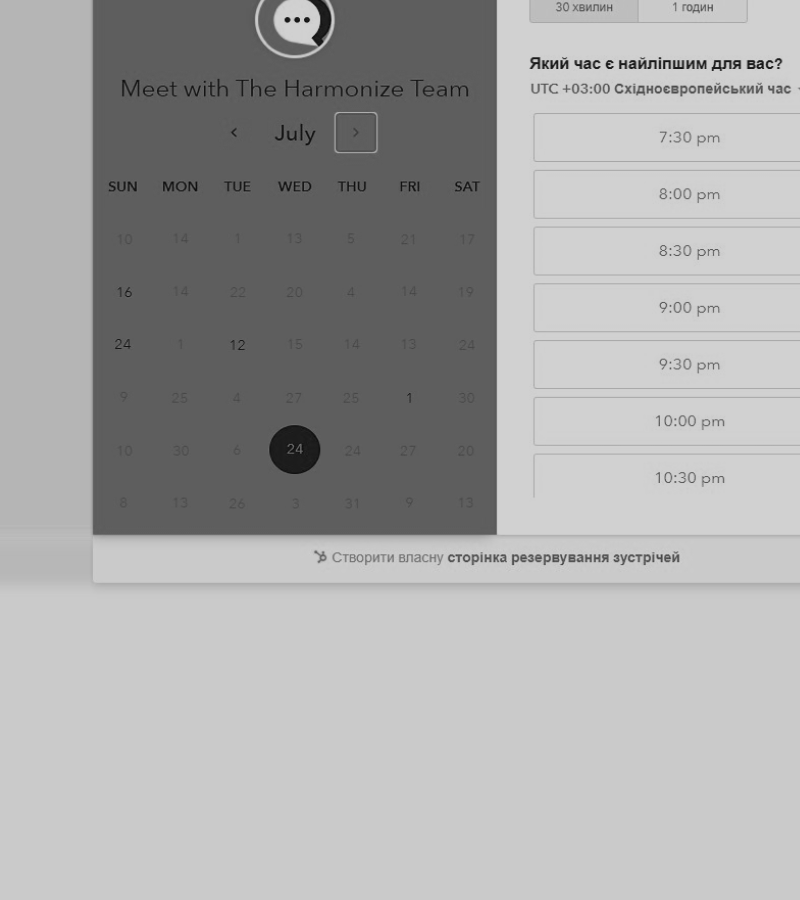 30 хвилин
1 годин
Meet with The Harmonize Team
July
SUN MON TUE WED THU FRI SAT
10 14 1 13 5 21 17
16 14 22 20 4 14 19
24 1 12 15 14 13 24
9 25 4 27 25 1 30
10 30 6 24 24 27 20
8 13 26 3 31 9 13
Який час є найліпшим для вас?
UTC +03:00 Східноєвропейський час
7:30 pm
8:00 pm
8:30 pm
9:00 pm
9:30 pm
10:00 pm
10:30 pm
Створити власну сторінка резервування зустрічей